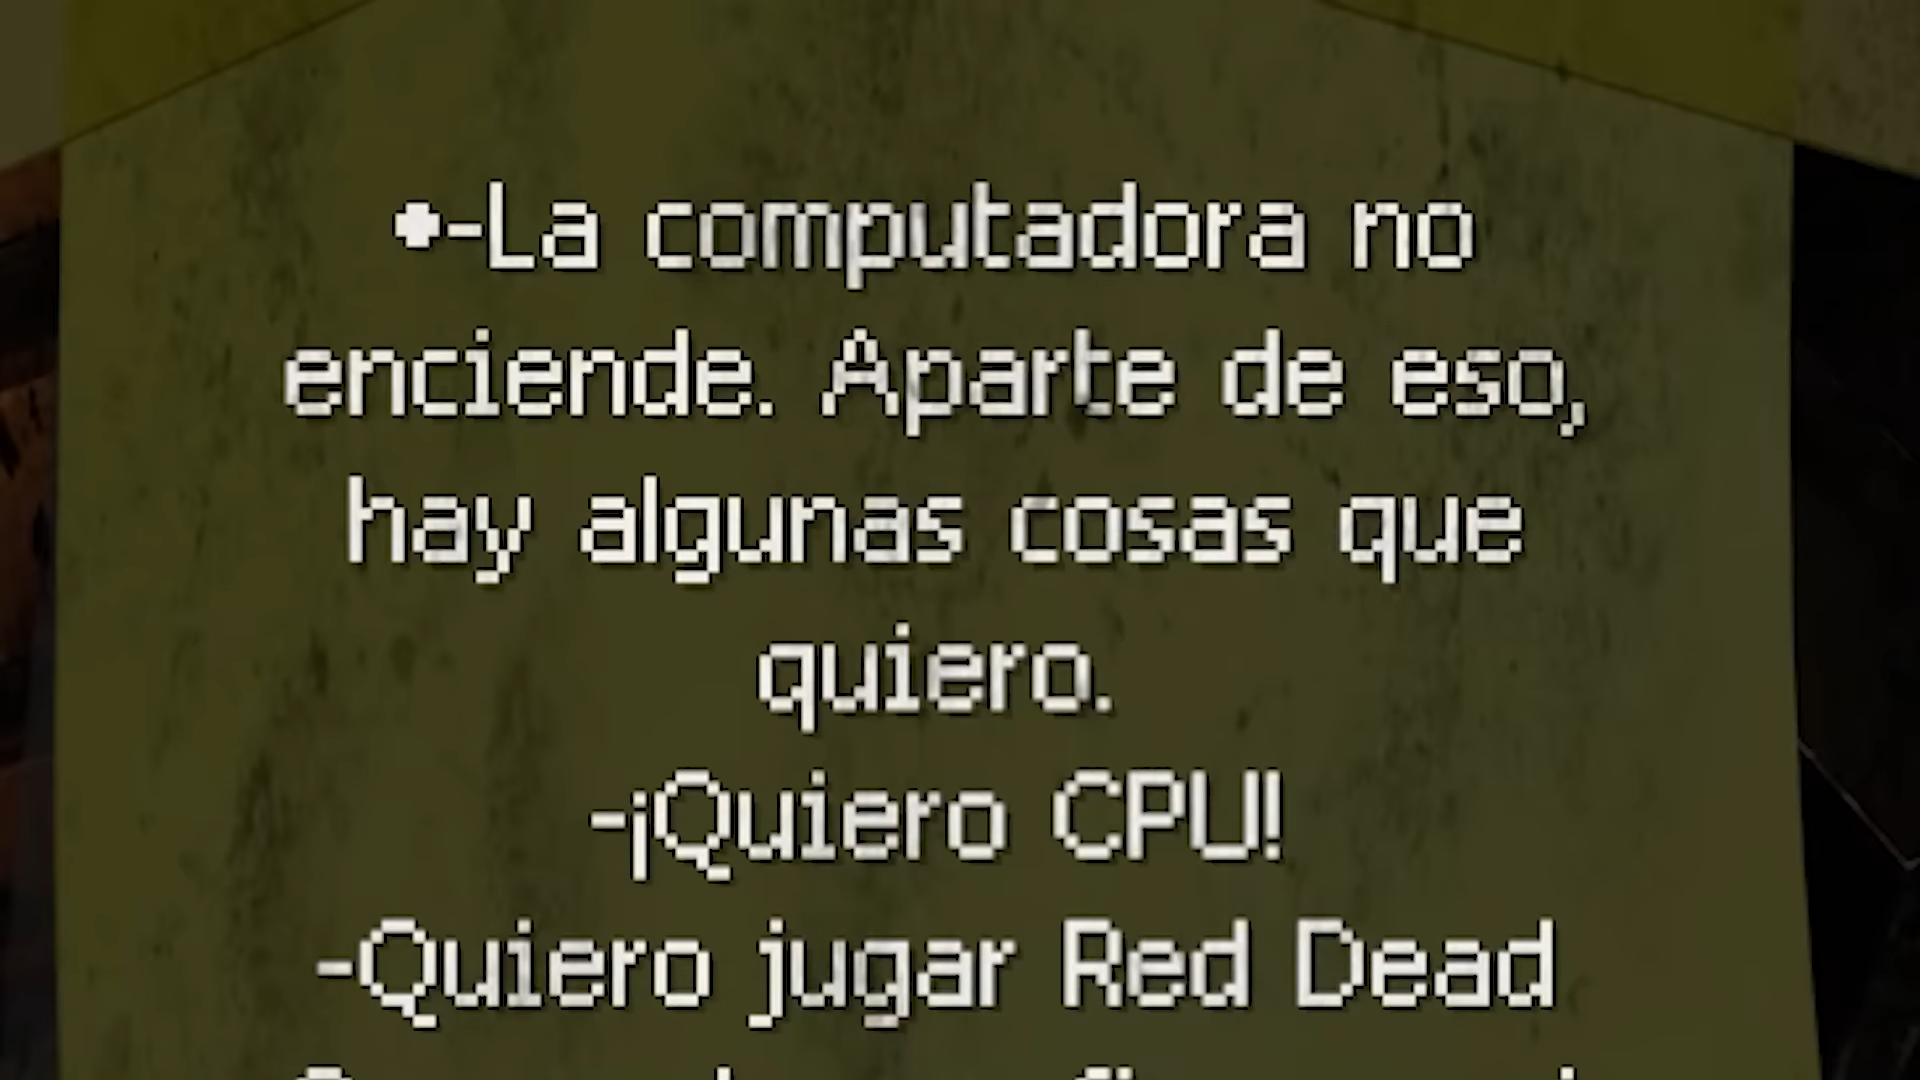 •-La computadora no
enciende. Aparte de eso,
hay algunas cosas que
quiero.
-¡Quiero CPU!
-Quiero jugar Red Dead